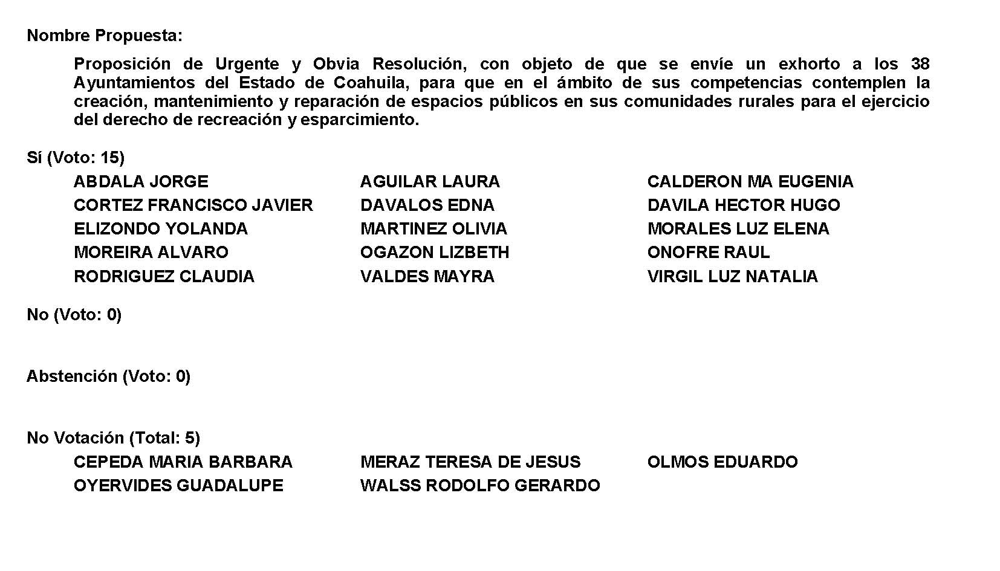 Nombre Propuesta:
Proposición de Urgente y Obvia Resolución, con objeto de que se envíe un exhorto a los 38
Ayuntamientos del Estado de Coahuila, para que en el ámbito de sus competencias contemplen la
creación, mantenimiento y reparación de espacios públicos en sus comunidades rurales para el ejercicio
del derecho de recreación y esparcimiento.
Sí (Voto: 15)
ABDALA JORGE AGUILAR LAURA CALDERON MA EUGENIA
CORTEZ FRANCISCO JAVIER DAVALOS EDNA DAVILA HECTOR HUGO
ELIZONDO YOLANDA MARTINEZ OLIVIA MORALES LUZ ELENA
MOREIRA ALVARO OGAZON LIZBETH ONOFRE RAUL
RODRIGUEZ CLAUDIA VALDES MAYRA VIRGIL LUZ NATALIA
No (Voto: 0)
Abstención (Voto: 0)
No Votación (Total: 5)
CEPEDA MARIA BARBARA MERAZ TERESA DE JESUS OLMOS EDUARDO
OYERVIDES GUADALUPE WALSS RODOLFO GERARDO